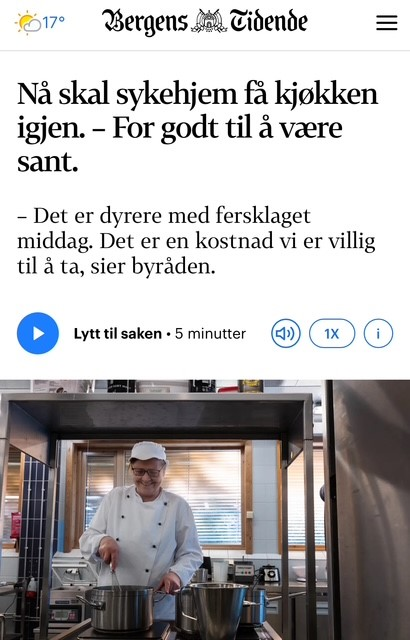 17°
Bergens Tidende
Nå skal sykehjem få kjøkken
igjen. – For godt til å være
sant.
– Det er dyrere med fersklaget
middag. Det er en kostnad vi er villig
til å ta, sier byråden.
Lytt til saken • 5 minutter
1X
i